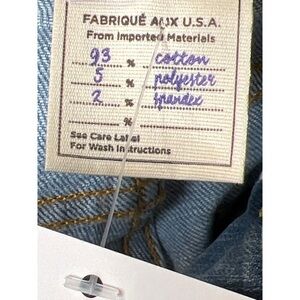 FABRIQUÉ AUX U.S.A.
From Imported Materials
93 % cotton
5 % polyester
2 % spandex
%
See Care Label
For Wash Instructions